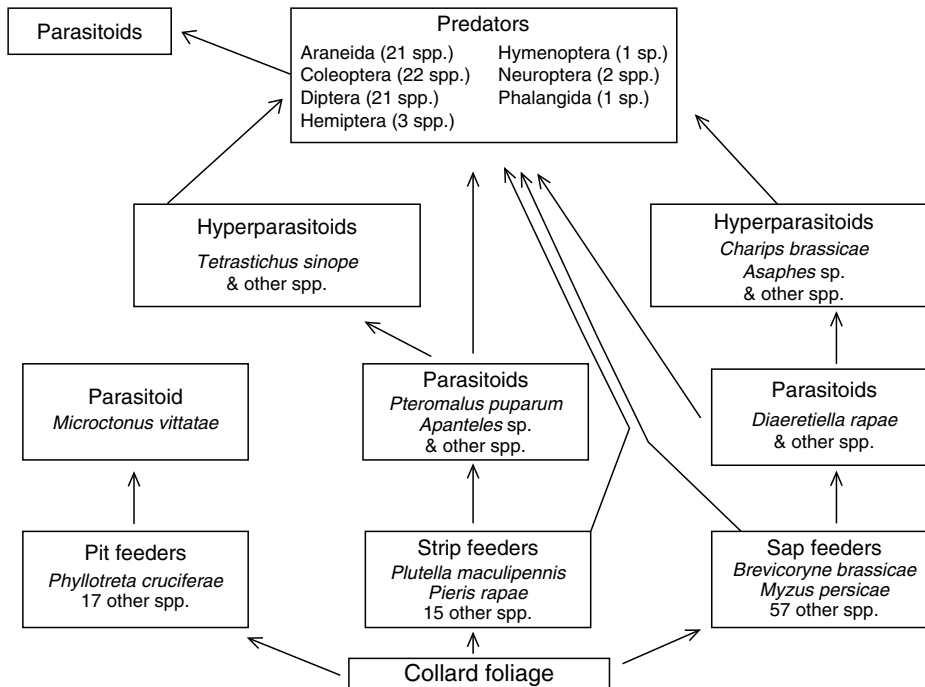 Parasitoids
Predators
Araneida (21 spp.)
Coleoptera (22 spp.)
Diptera (21 spp.)
Hemiptera (3 spp.)
Hymenoptera (1 sp.)
Neuroptera (2 spp.)
Phalangida (1 sp.)
Hyperparasitoids
Tetrastichus sinope
& other spp.
Hyperparasitoids
Charips brassicae
Asaphes sp.
& other spp.
Parasitoid
Microctonus vittatae
Parasitoids
Pteromalus puparum
Apanteles sp.
& other spp.
Parasitoids
Diaeretiella rapae
& other spp.
Pit feeders
Phyllotreta cruciferae
17 other spp.
Strip feeders
Plutella maculipennis
Pieris rapae
15 other spp.
Sap feeders
Brevicoryne brassicae
Myzus persicae
57 other spp.
Collard foliage